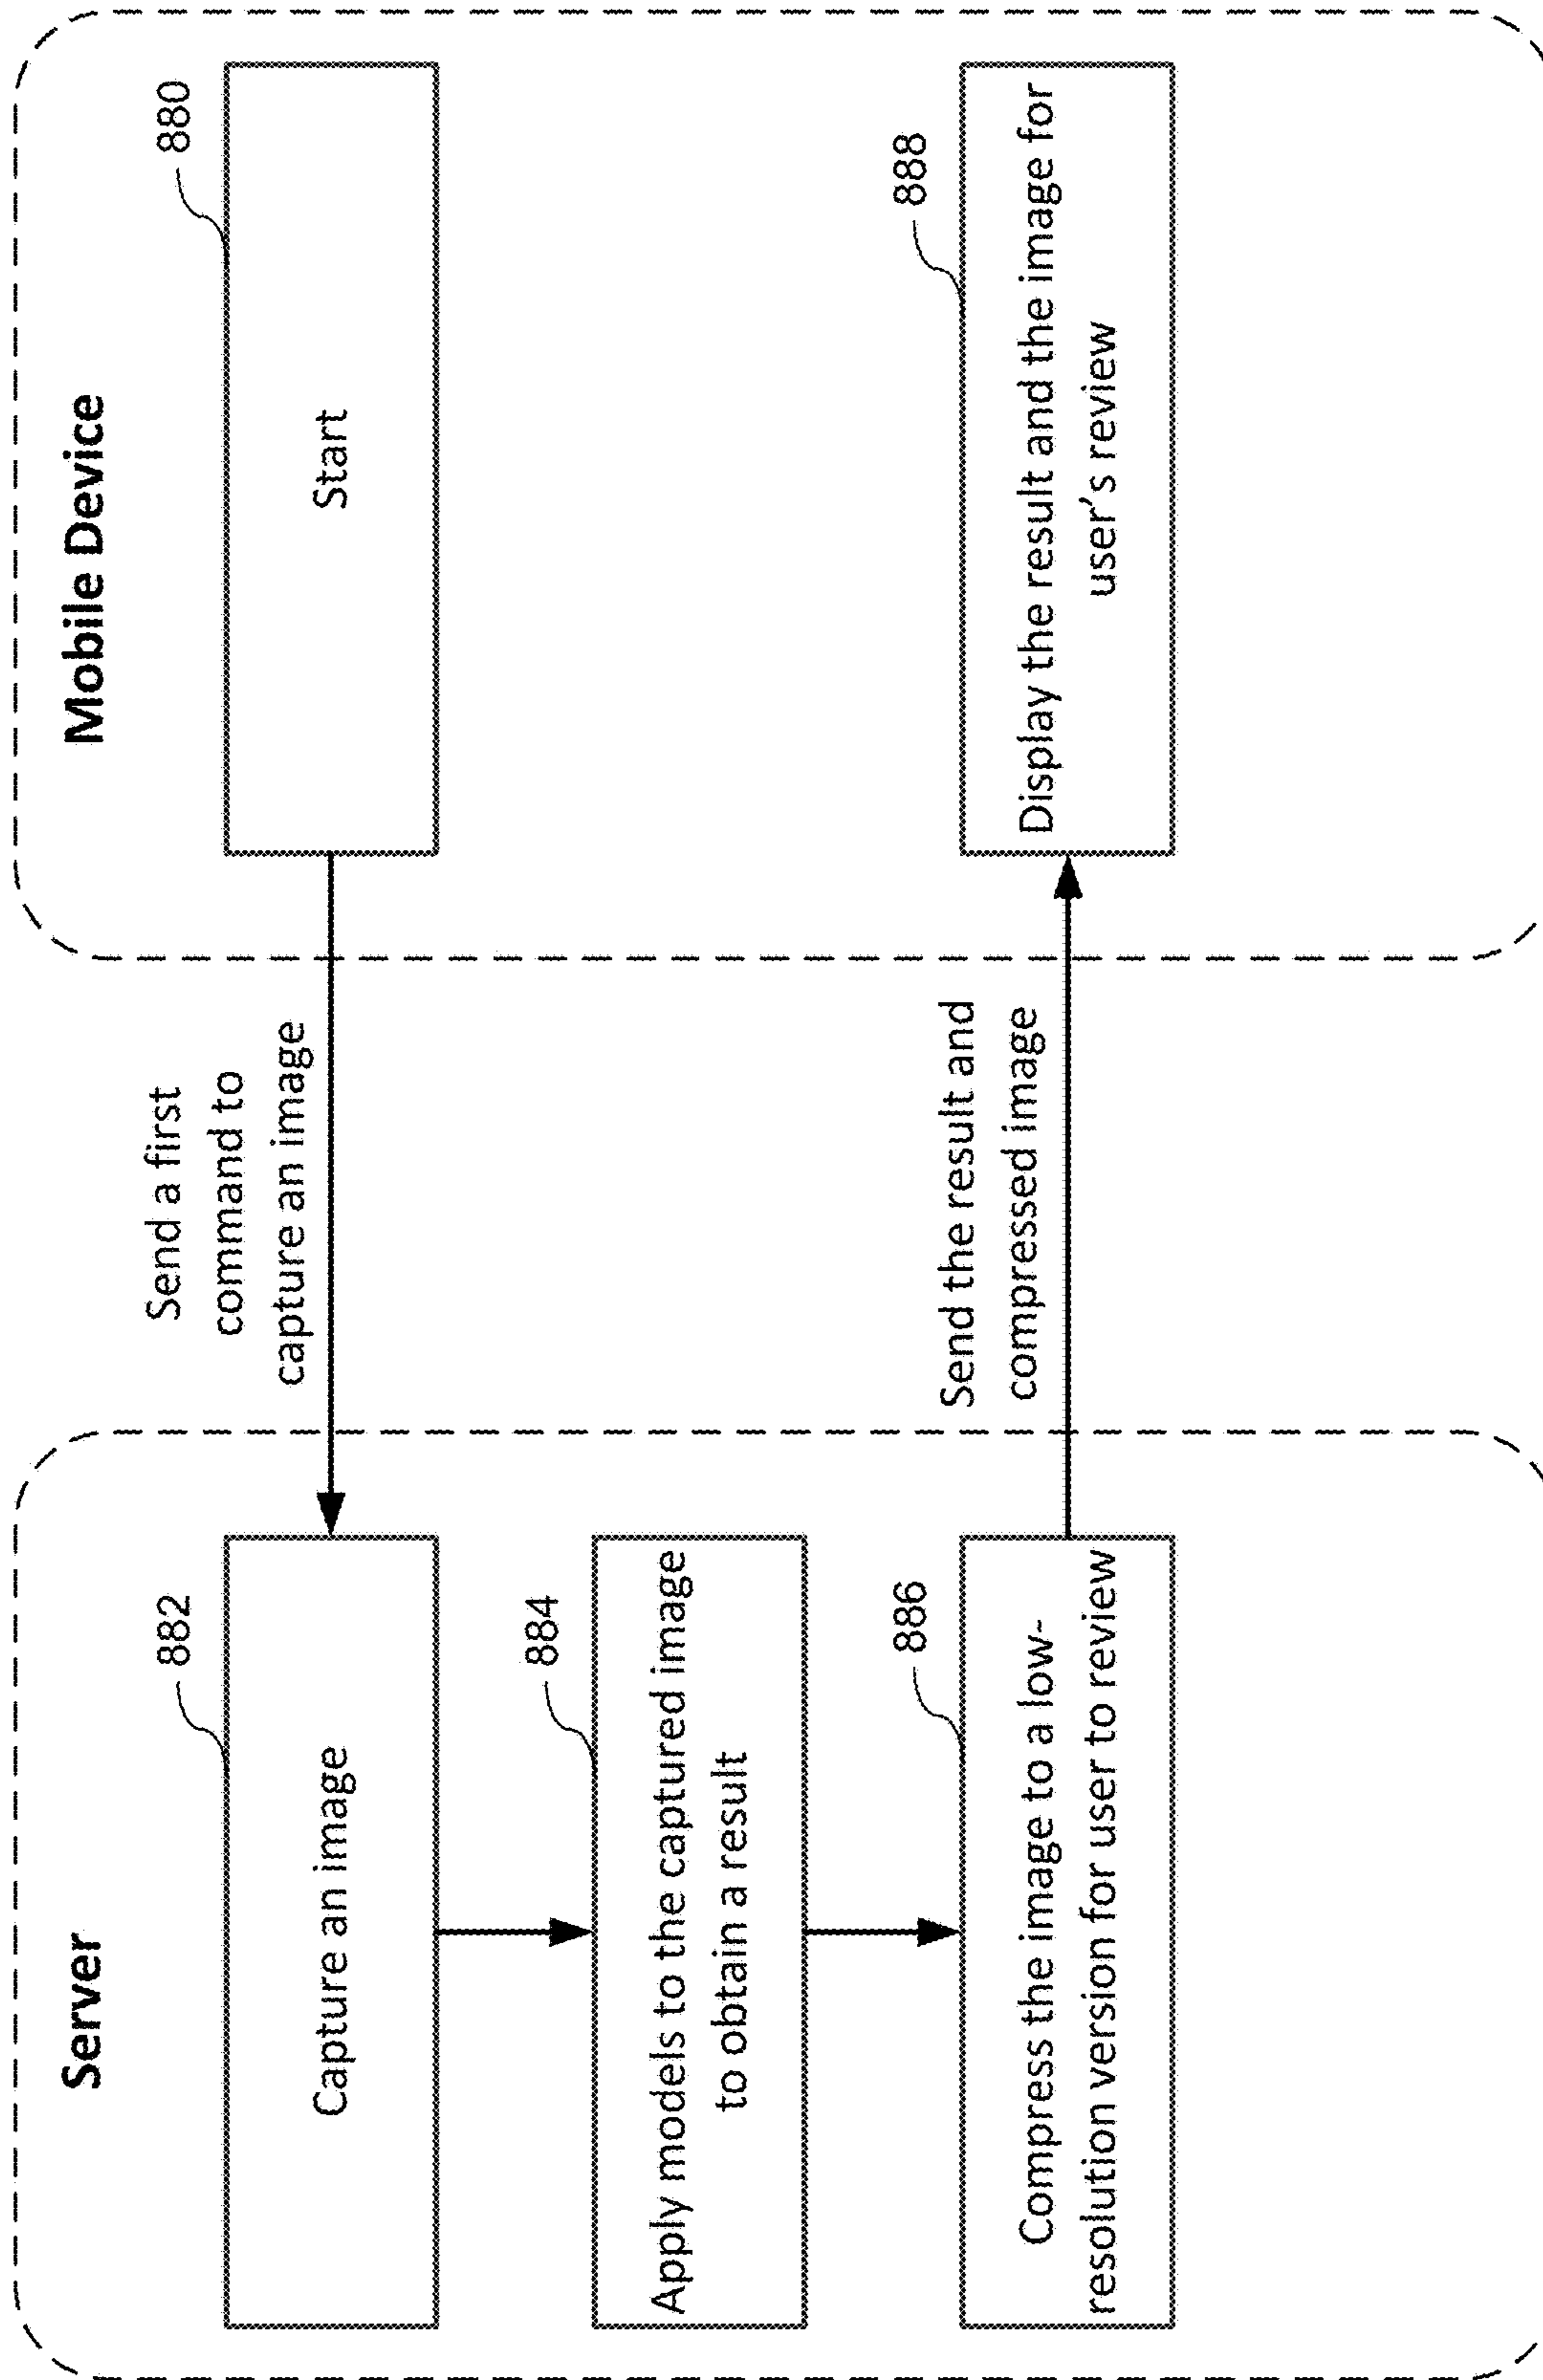 Server
Mobile Device
882
Capture an image
Send a first
command to
capture an image
880
Start
884
Apply models to the captured image
to obtain a result
886
Compress the image to a low-
resolution version for user to review
Send the result and
compressed image
888
Display the result and the image for
user's review